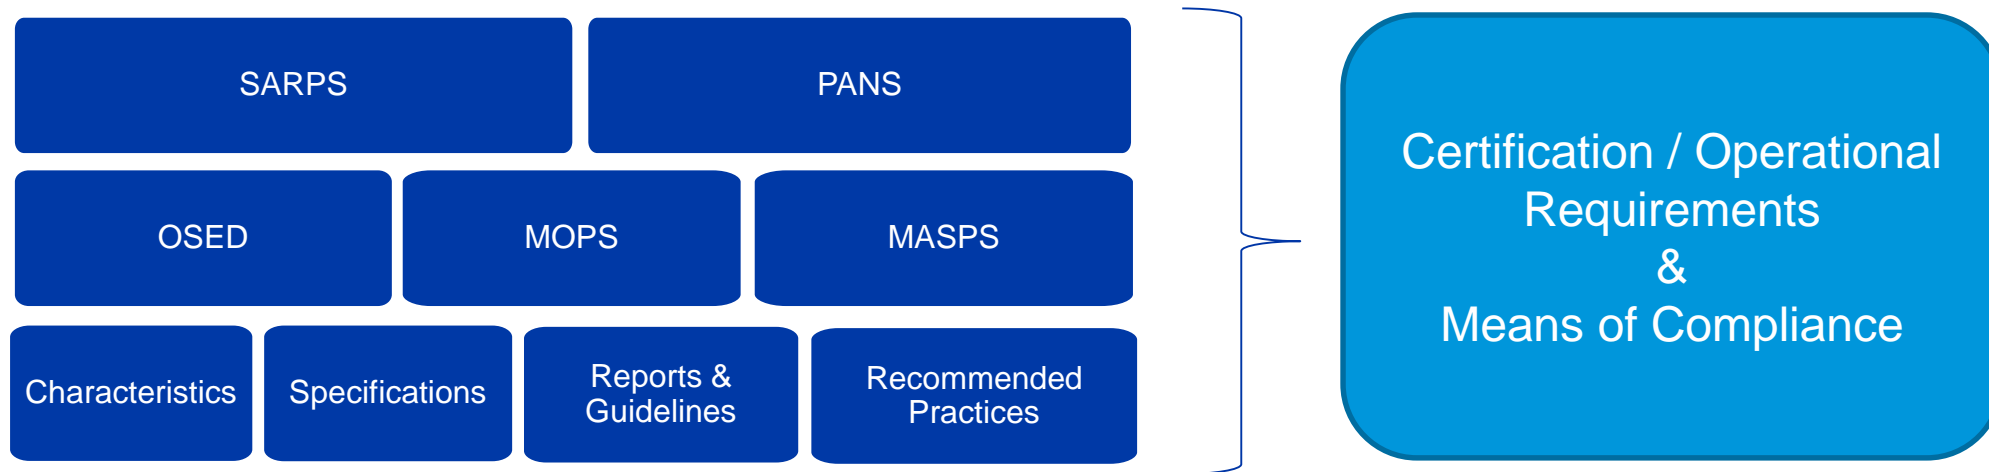 SARPS
PANS
OSED
MOPS
MASPS
Characteristics
Specifications
Reports &
Guidelines
Recommended
Practices
Certification / Operational
Requirements
&
Means of Compliance